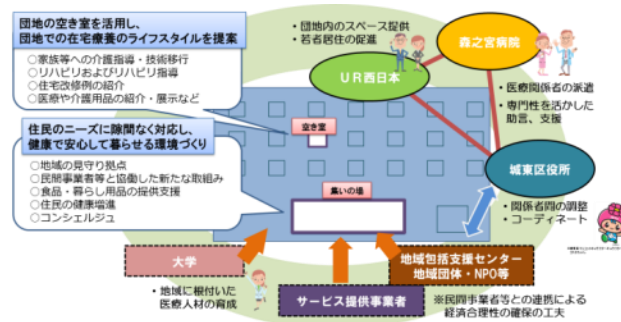 団地の空き室を活用し、
団地での在宅療養のライフスタイルを提案
○家族等への介護指導・技術移行
○リハビリおよびリハビリ指導
○住宅改修例の紹介
○医療や介護用品の紹介・展示など
住民のニーズに隙間なく対応し、
健康で安心して暮らせる環境づくり
○地域の見守り拠点
○民間事業者等と協働した新たな取組み
○食品・暮らし用品の提供支援
○住民の健康増進
○コンシェルジュ
・団地内のスペース提供
・若者居住の促進
UR西日本
森之宮病院
・医療関係者の派遣
・専門性を活かした
助言、支援
空き室
集いの場
城東区役所
・関係者間の調整
・コーディネート
大学
・地域に根付いた
医療人材の育成
サービス提供事業者
地域包括支援センター
地域団体・NPO等
※民間事業者等との連携による
経済合理性の確保の工夫